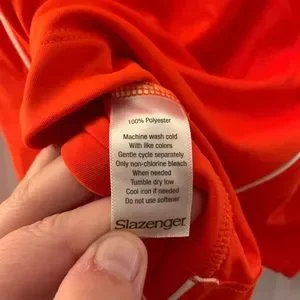 100% Polyester
Machine wash cold
With like colors
Gentle cycle separately
Only non-chlorine bleach
When needed
Tumble dry low
Cool iron if needed
Do not use softener
Slazenger